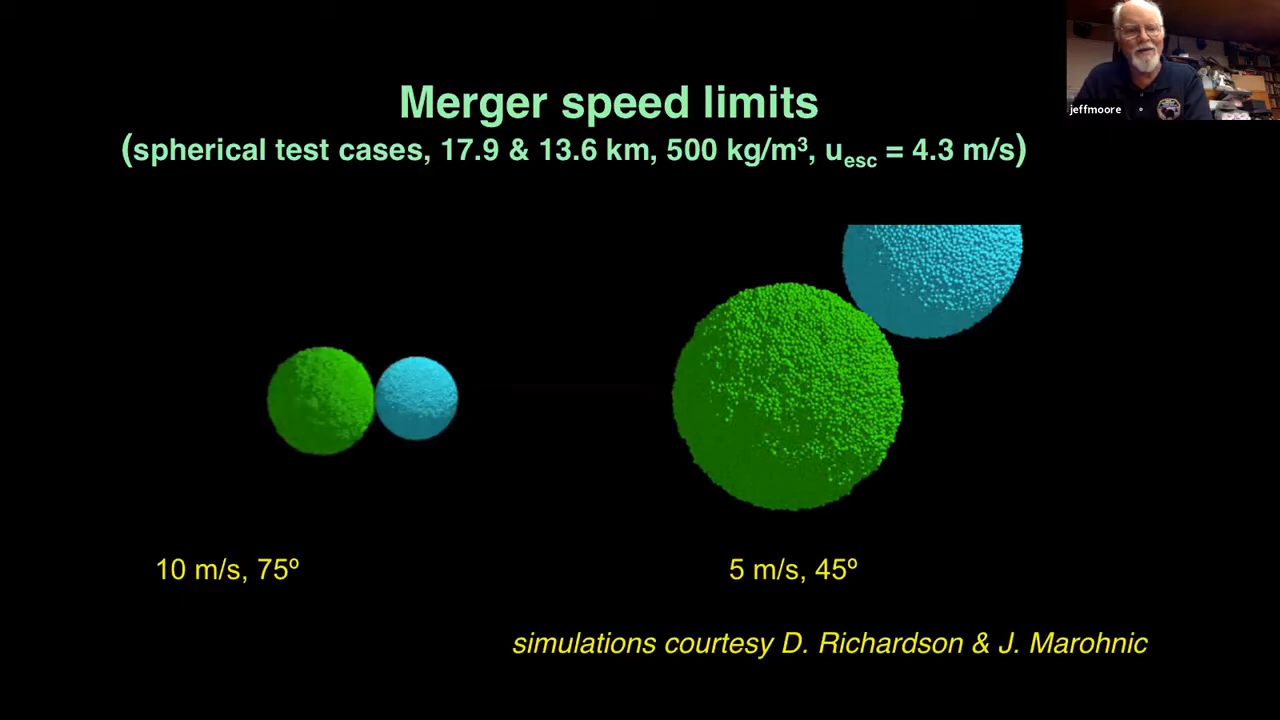 jeffmoore
Merger speed limits
(spherical test cases, 17.9 & 13.6 km, 500 kg/m³, uesc = 4.3 m/s)
10 m/s, 75º
5 m/s, 45º
simulations courtesy D. Richardson & J. Marohnic